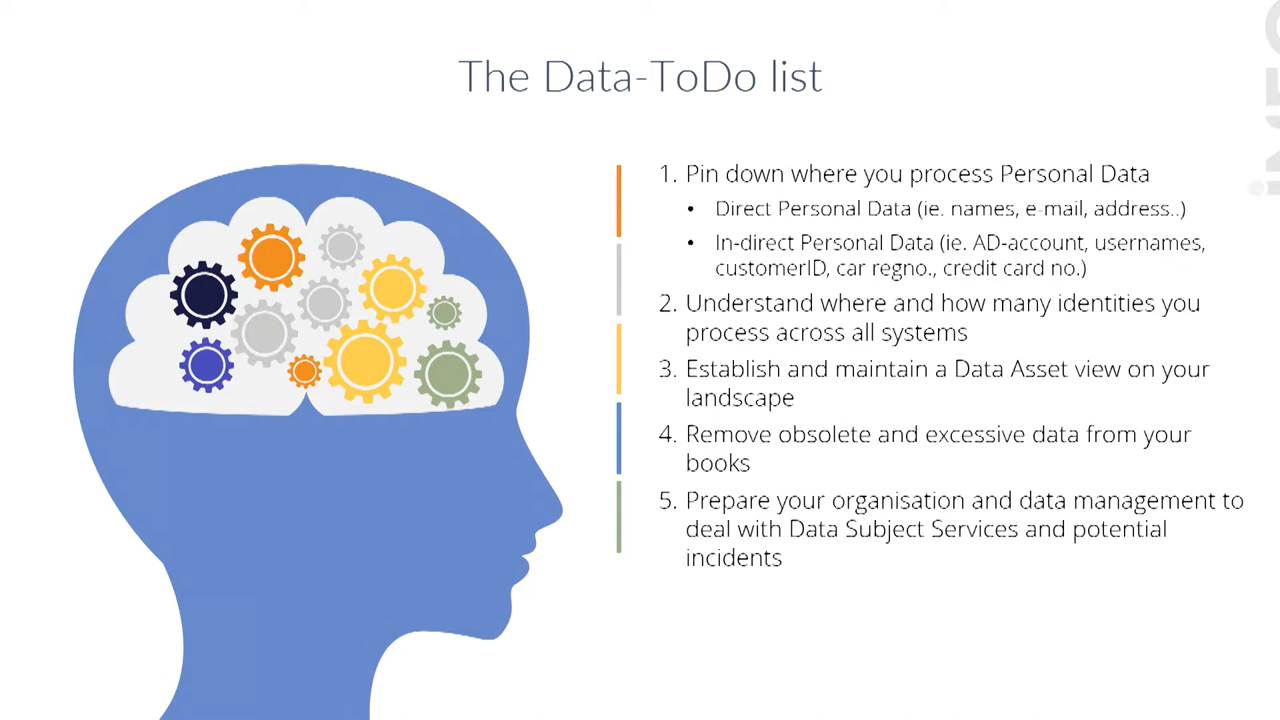 The Data-ToDo list
1. Pin down where you process Personal Data
• Direct Personal Data (ie. names, e-mail, address..)
• In-direct Personal Data (ie. AD-account, usernames,
customerID, car regno., credit card no.)
2. Understand where and how many identities you
process across all systems
3. Establish and maintain a Data Asset view on your
landscape
4. Remove obsolete and excessive data from your
books
5. Prepare your organisation and data management to
deal with Data Subject Services and potential
incidents